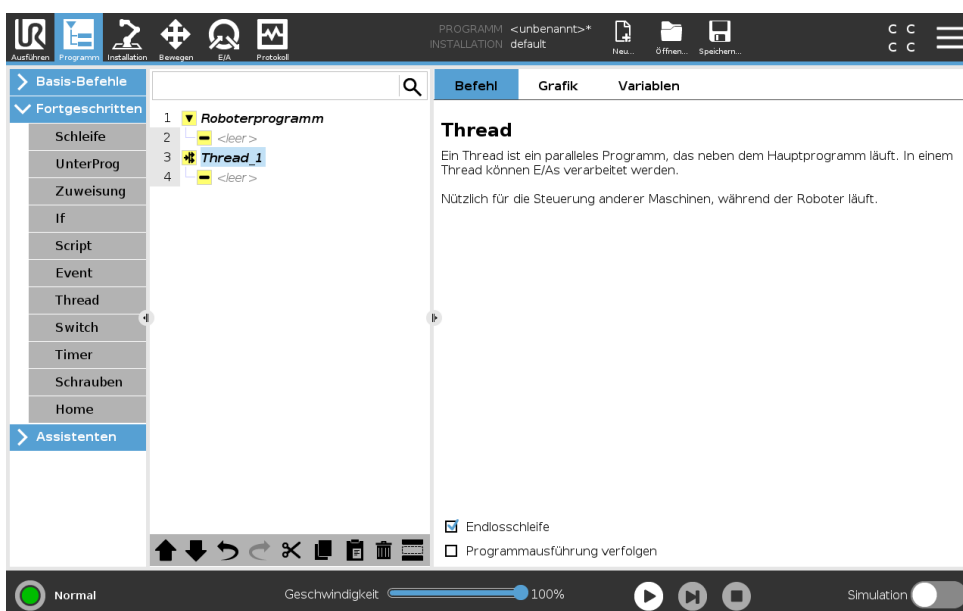 PROGRAMM <unbenannt>*
INSTALLATION default
Ausführen Programm Installation Bewegen E/A Protokoll
Neu... Öffnen... Speichern...
C C
C C
Basis-Befehle
Fortgeschritten
Schleife
UnterProg
Zuweisung
If
Script
Event
Thread
Switch
Timer
Schrauben
Home
Assistenten
1 Roboterprogramm
2 <leer>
3 Thread_1
4 <leer>
Befehl Grafik Variablen
Thread
Ein Thread ist ein paralleles Programm, das neben dem Hauptprogramm läuft. In einem
Thread können E/As verarbeitet werden.
Nützlich für die Steuerung anderer Maschinen, während der Roboter läuft.
Endlosschleife
Programmausführung verfolgen
Normal
Geschwindigkeit 100%
Simulation